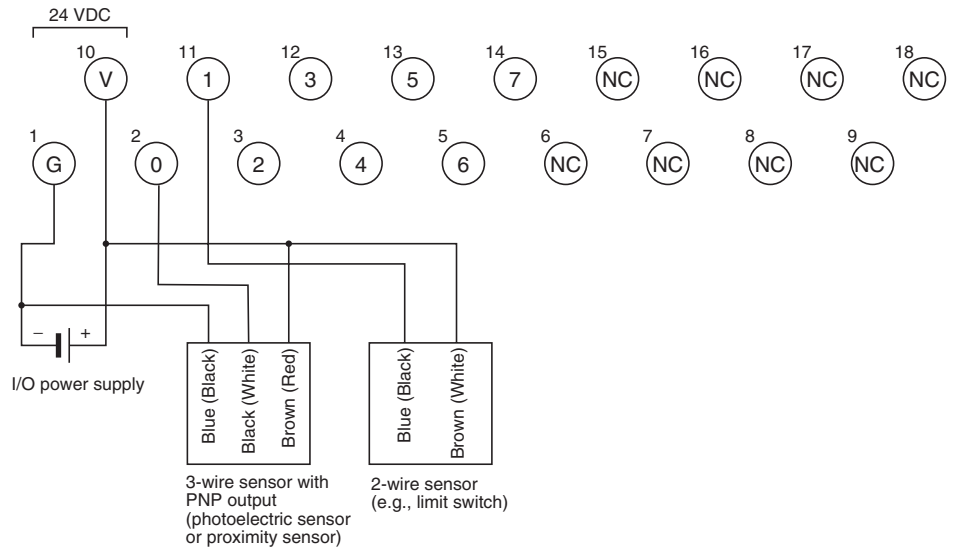 24 VDC
10 11 12 13 14 15 16 17 18
V 1 3 5 7 NC NC NC NC
1 2 3 4 5 6 7 8 9
G 0 2 4 6 NC NC NC NC
– +
I/O power supply
Blue (Black)
Black (White)
Brown (Red)
Blue (Black)
Brown (White)
3-wire sensor with
PNP output
(photoelectric sensor
or proximity sensor)
2-wire sensor
(e.g., limit switch)